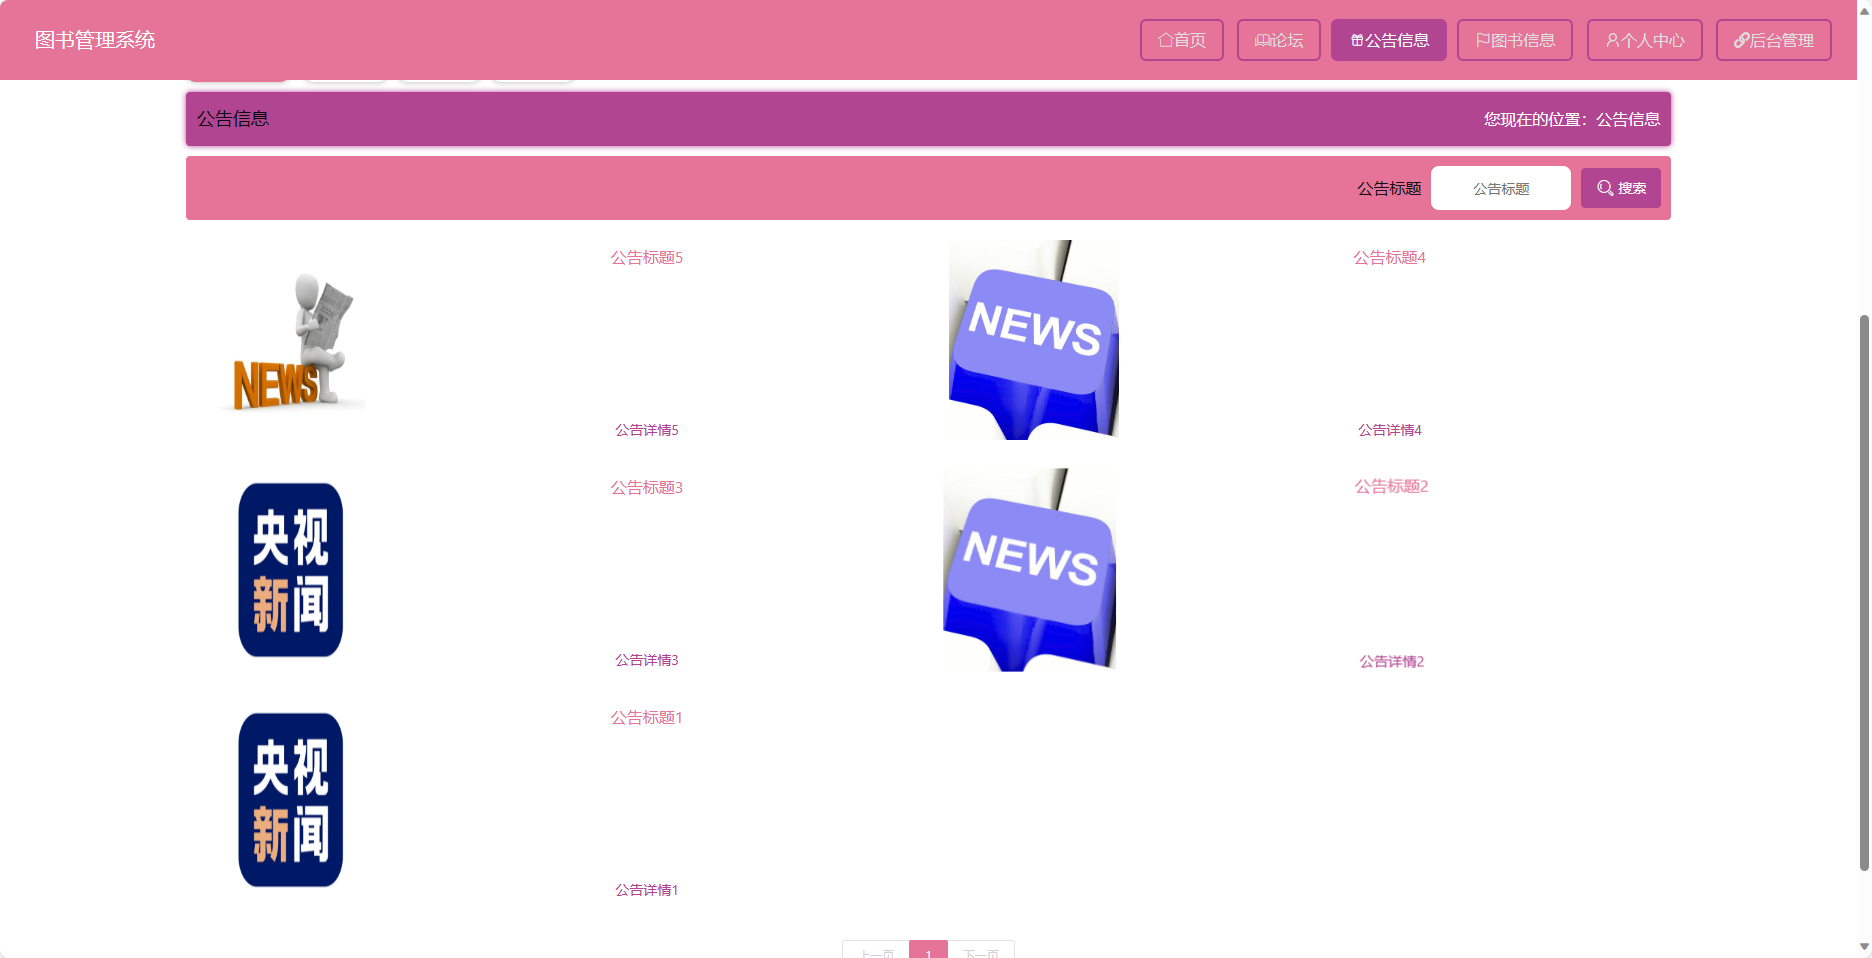 图书管理系统
首页
论坛
公告信息
图书信息
个人中心
后台管理
公告信息
您现在的位置：公告信息
公告标题
公告标题
搜索
公告标题5
NEWS
公告详情5
公告标题4
NEWS
公告详情4
公告标题3
央视
新闻
公告详情3
公告标题2
NEWS
公告详情2
公告标题1
央视
新闻
公告详情1
上一页
1
下一页